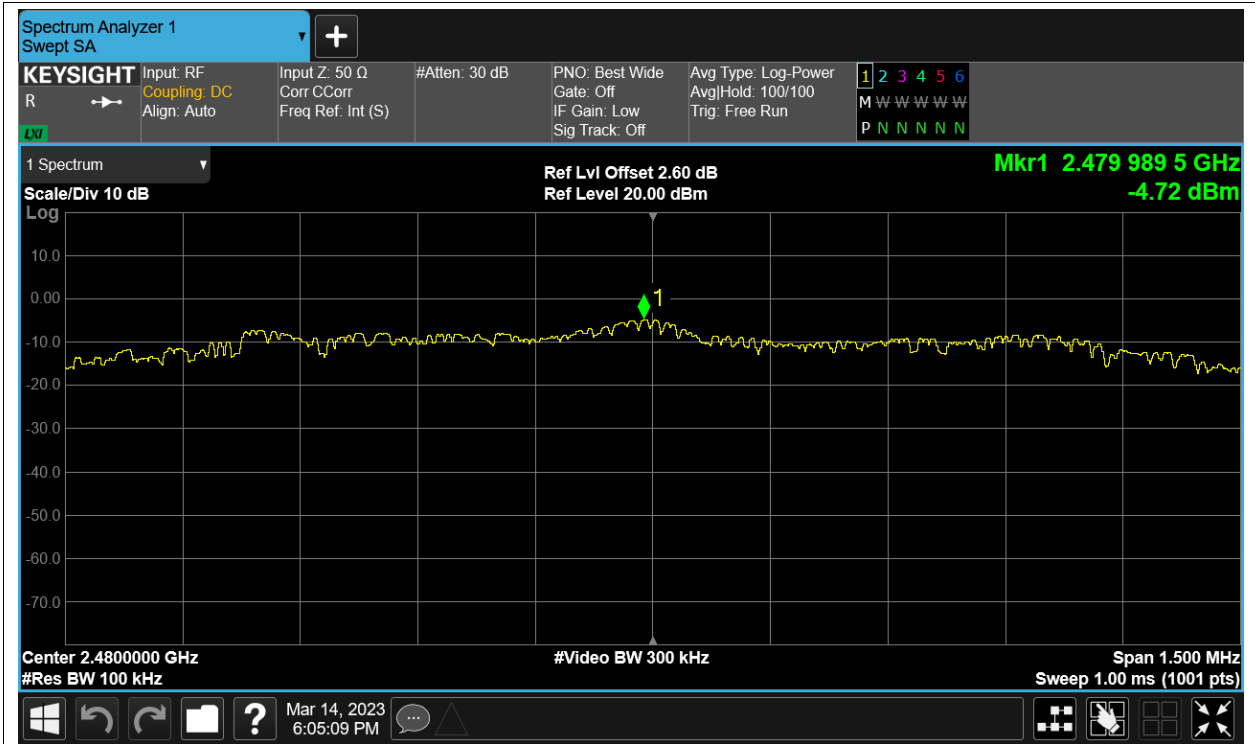 Spectrum Analyzer 1
Swept SA
KEYSIGHT
R
LXI
Input: RF
Coupling: DC
Align: Auto
Input Z: 50 Ω
Corr CCorr
Freq Ref: Int (S)
#Atten: 30 dB
PNO: Best Wide
Gate: Off
IF Gain: Low
Sig Track: Off
Avg Type: Log-Power
Avg|Hold: 100/100
Trig: Free Run
1 2 3 4 5 6
M W W W W W
P N N N N N
1 Spectrum
Scale/Div 10 dB
Log
Ref Lvl Offset 2.60 dB
Ref Level 20.00 dBm
Mkr1 2.479 989 5 GHz
-4.72 dBm
10.0
0.00
1
-10.0
-20.0
-30.0
-40.0
-50.0
-60.0
-70.0
Center 2.4800000 GHz
#Res BW 100 kHz
#Video BW 300 kHz
Span 1.500 MHz
Sweep 1.00 ms (1001 pts)
?
Mar 14, 2023
6:05:09 PM